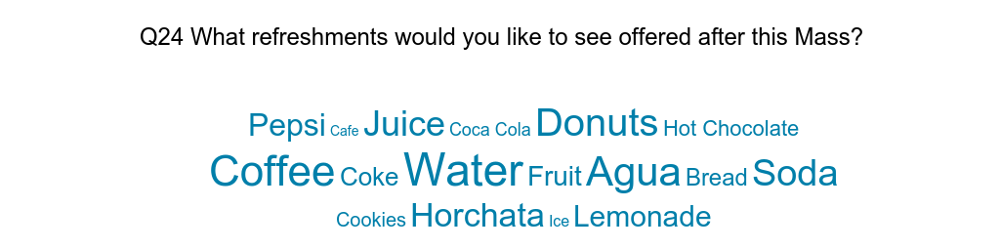 Q24 What refreshments would you like to see offered after this Mass?
Pepsi Cafe Juice Coca Cola Donuts Hot Chocolate
Coffee Coke Water Fruit Agua Bread Soda
Cookies Horchata Ice Lemonade